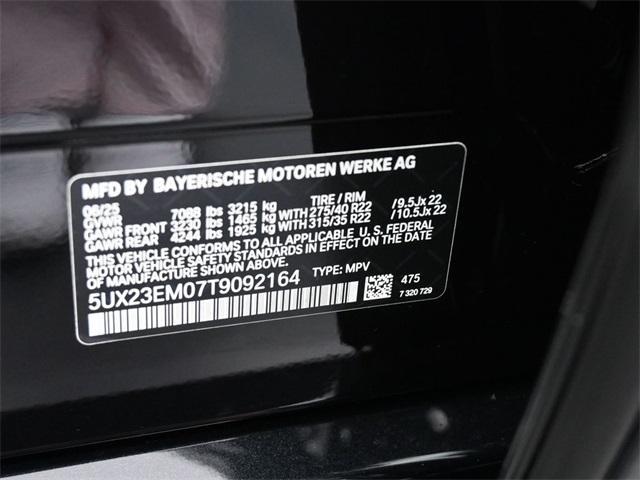 MFD BY BAYERISCHE MOTOREN WERKE AG
06/25 TIRE / RIM
GVWR 7088 lbs 3215 kg
GAWR FRONT 3230 lbs 1465 kg WITH 275/40 R22 /9.5Jx 22
GAWR REAR 4244 lbs 1925 kg WITH 315/35 R22 /10.5Jx 22
THIS VEHICLE CONFORMS TO ALL APPLICABLE U. S. FEDERAL
MOTOR VEHICLE SAFETY STANDARDS IN EFFECT ON THE DATE
OF MANUFACTURE SHOWN ABOVE.
5UX23EM07T9092164 TYPE: MPV 475
7 320 729